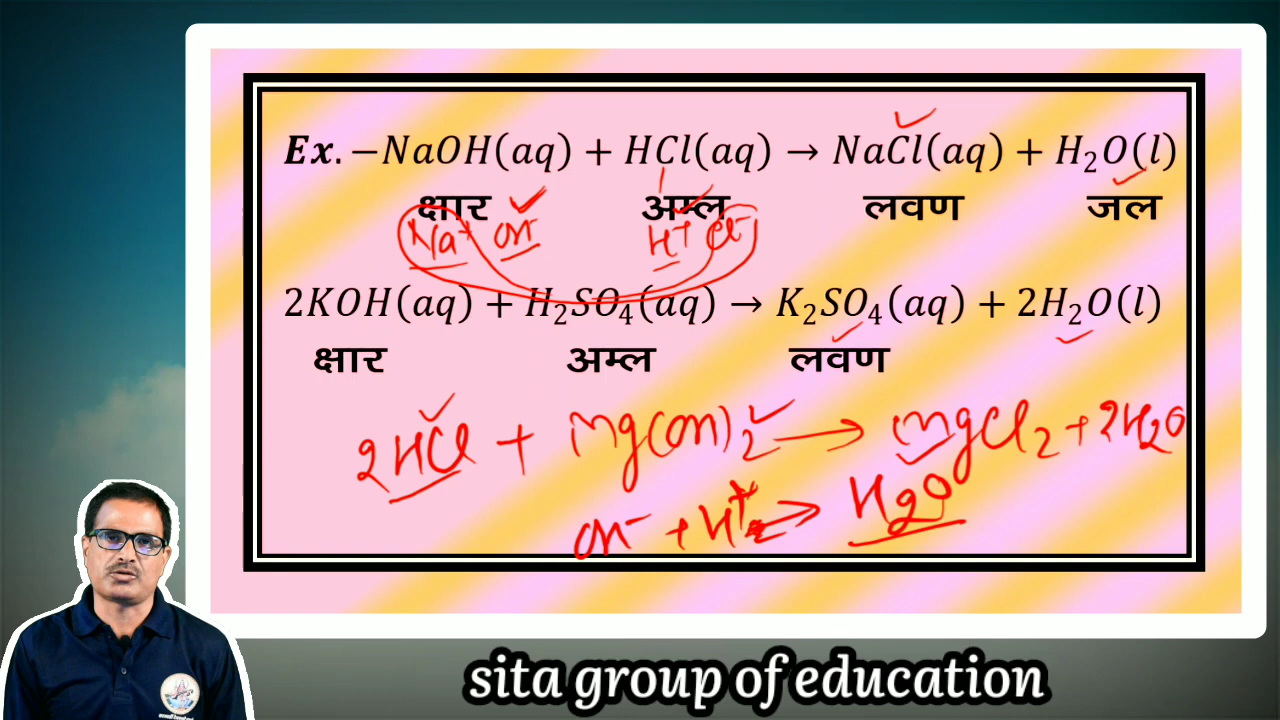 Ex. −NaOH(aq) + HCl(aq) → NaCl(aq) + H₂O(l)
क्षार अम्ल लवण जल
Na⁺ OH⁻ H⁺ Cl⁻
2KOH(aq) + H₂SO₄(aq) → K₂SO₄(aq) + 2H₂O(l)
क्षार अम्ल लवण
2HCl + Mg(OH)₂ → MgCl₂ + 2H₂O
OH⁻ + H⁺ → H₂O
sita group of education